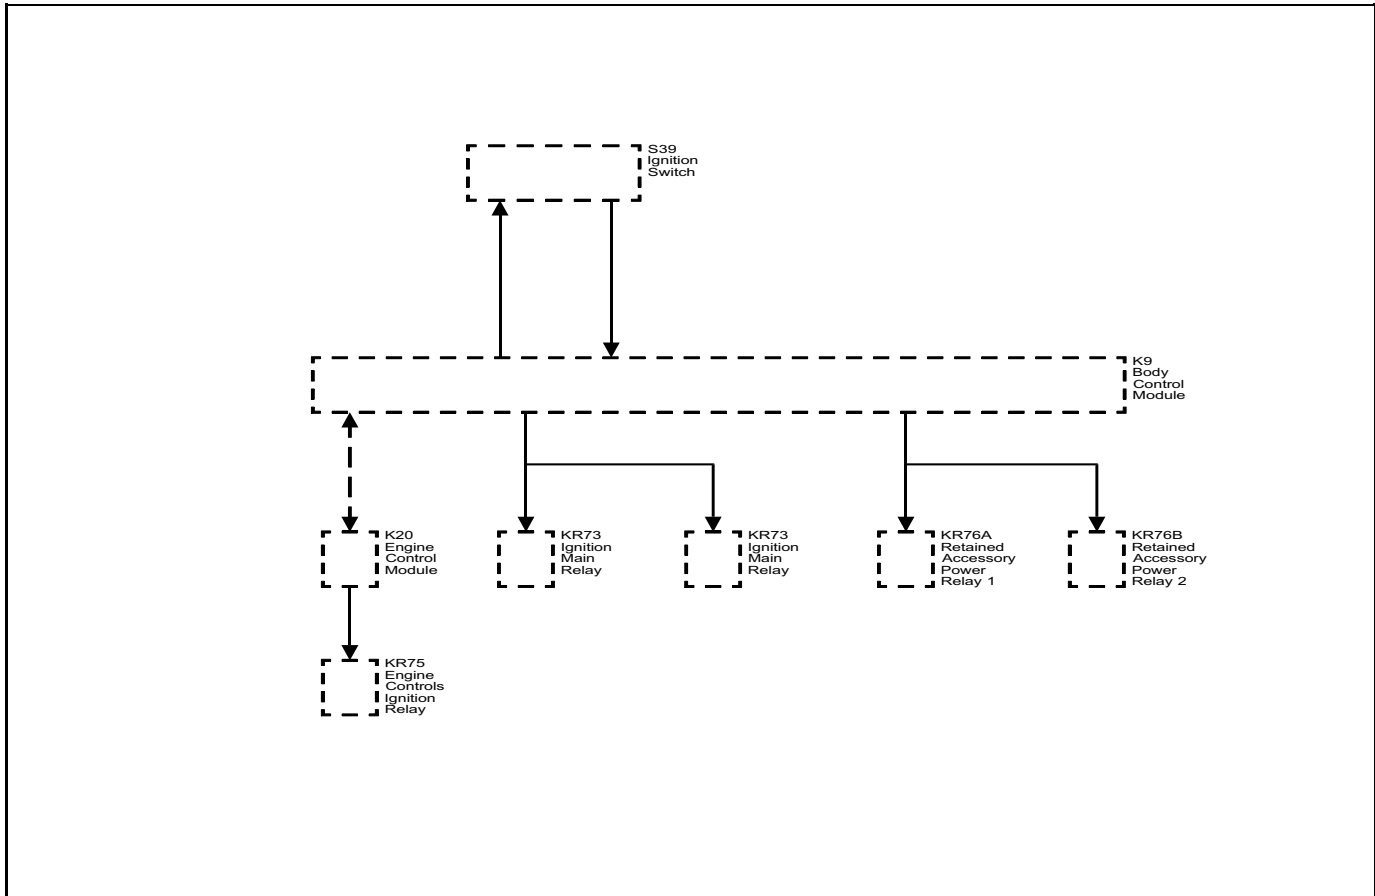 S39
Ignition
Switch
K9
Body
Control
Module
K20
Engine
Control
Module
KR73
Ignition
Main
Relay
KR73
Ignition
Main
Relay
KR76A
Retained
Accessory
Power
Relay 1
KR76B
Retained
Accessory
Power
Relay 2
KR75
Engine
Controls
Ignition
Relay